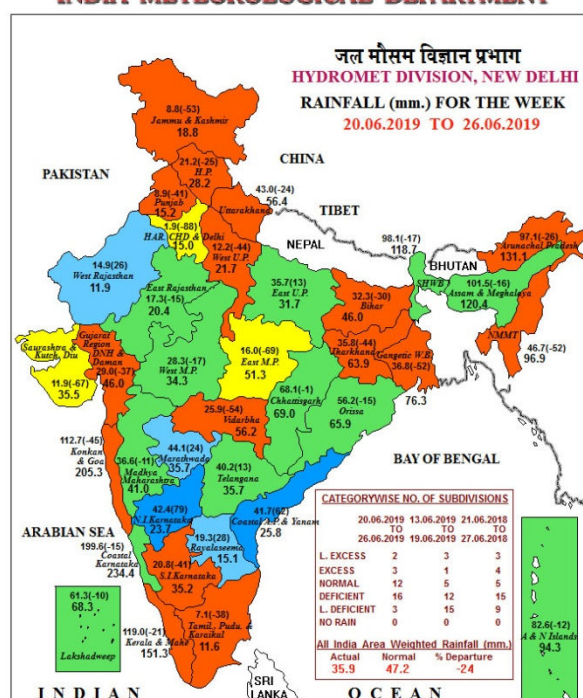 INDIA METEOROLOGICAL DEPARTMENT
जल मौसम विज्ञान प्रभाग
HYDROMET DIVISION, NEW DELHI
RAINFALL (mm.) FOR THE WEEK
20.06.2019 TO 26.06.2019
8.8(-53)
Jammu & Kashmir
18.8
CHINA
21.2(-25)
H.P.
28.2
PAKISTAN
8.9(-41)
Punjab
15.2
43.0(-24)
56.4
Uttarakhand
TIBET
1.9(-88)
HAR. CHD & Delhi
15.0
12.2(-44)
West U.P.
21.7
NEPAL
98.1(-17)
118.7
BHUTAN
97.1(-26)
Arunachal Pradesh
131.1
14.9(26)
West Rajasthan
11.9
East Rajasthan
17.3(-15)
20.4
35.7(13)
East U.P.
31.7
SHWB
101.5(-16)
Assam & Meghalaya
120.4
32.3(-30)
Bihar
46.0
NMMT
46.7(-52)
96.9
Saurashtra &
Kutch, Diu
11.9(-67)
35.5
Gujarat
Region
DNH &
Daman
29.0(-37)
46.0
28.3(-17)
West M.P.
34.3
16.0(-69)
East M.P.
51.3
35.8(-44)
Jharkhand
63.9
Gangetic W.B.
36.8(-52)
76.3
68.1(-1)
Chhattisgarh
69.0
56.2(-15)
Orissa
65.9
25.9(-54)
Vidarbha
56.2
112.7(-45)
Konkan
& Goa
205.3
44.1(24)
Marathwada
35.7
36.6(-11)
Madhya
Maharashtra
41.0
40.2(13)
Telangana
35.7
BAY OF BENGAL
42.4(79)
N.I.Karnataka
23.7
41.7(62)
Coastal A.P. & Yanam
25.8
ARABIAN SEA
19.3(28)
Rayalaseema
15.1
199.6(-15)
Coastal
Karnataka
234.4
20.8(-41)
S.I.Karnataka
35.2
61.3(-10)
68.3
Lakshadweep
7.1(-38)
Tamil, Pudu. &
Karaikal
11.6
119.0(-21)
Kerala & Mahe
151.3
SRI
LANKA
INDIAN OCEAN
CATEGORYWISE NO. OF SUBDIVISIONS
20.06.2019 13.06.2019 21.06.2018
TO TO TO
26.06.2019 19.06.2019 27.06.2018
L. EXCESS 2 3 3
EXCESS 3 1 4
NORMAL 12 5 5
DEFICIENT 16 12 15
L. DEFICIENT 3 15 9
NO RAIN 0 0 0
All India Area Weighted Rainfall (mm.)
Actual Normal % Departure
35.9 47.2 -24
82.6(-12)
A & N Islands
94.3